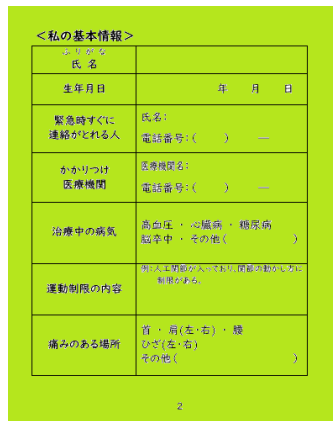 ＜私の基本情報＞
ふりがな
氏 名
生年月日
年 月 日
緊急時すぐに
連絡がとれる人
氏名：
電話番号：( ) ―
かかりつけ
医療機関
医療機関名：
電話番号：( ) ―
治療中の病気
高血圧 ・ 心臓病 ・ 糖尿病
脳卒中 ・ その他( )
運動制限の内容
例：人工関節が入っており、関節の動かし方に
制限がある。
痛みのある場所
首 ・ 肩(左・右) ・ 腰
ひざ(左・右)
その他( )
2